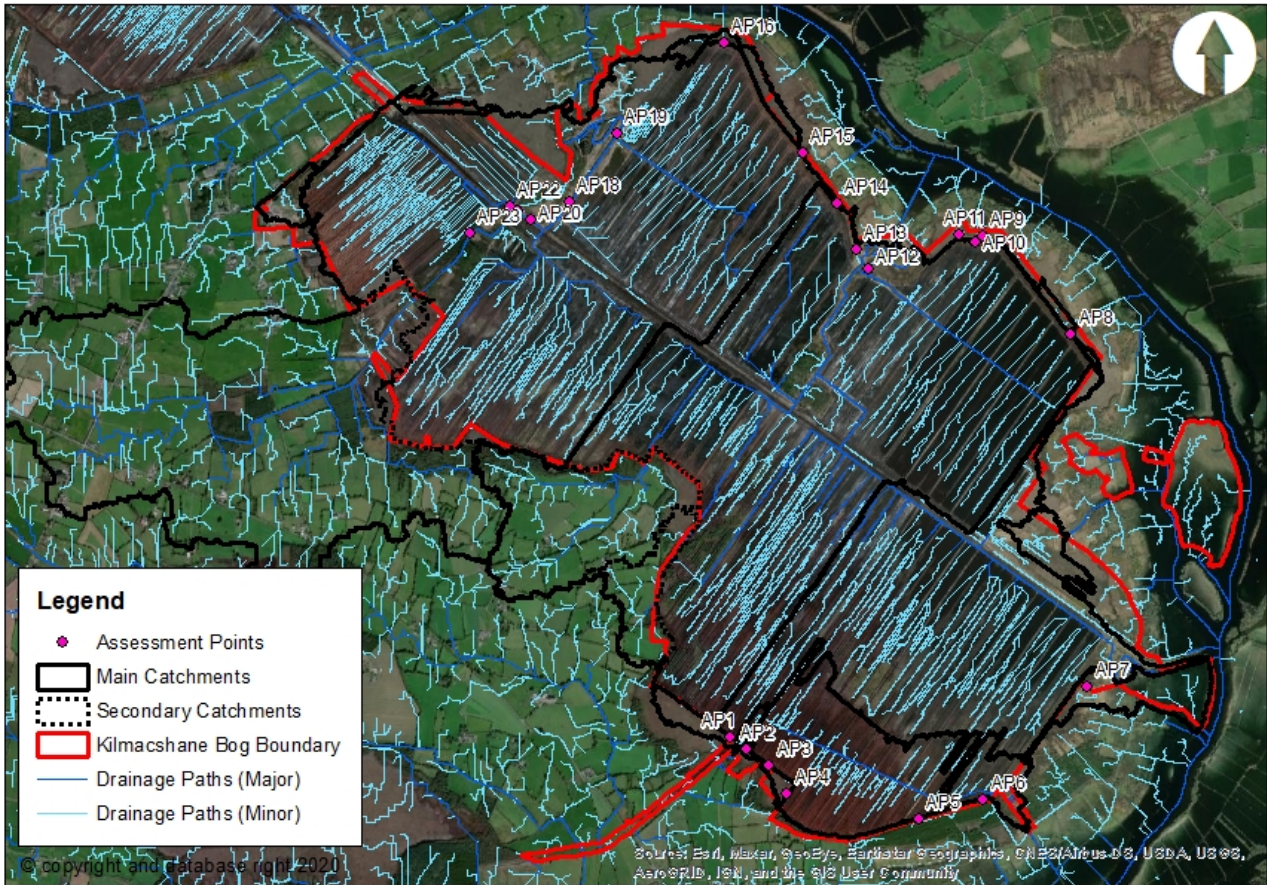 AP16
AP19
AP15
AP14
AP22
AP18
AP23
AP20
AP11
AP9
AP13
AP10
AP12
AP8
AP7
AP1
AP2
AP3
AP4
AP5
AP6
Legend
Assessment Points
Main Catchments
Secondary Catchments
Kilmacshane Bog Boundary
Drainage Paths (Major)
Drainage Paths (Minor)
© copyright and database right 2020
Source: Esri, Maxar, GeoEye, Earthstar Geographics, CNES/Airbus DS, USDA, USGS,
AeroGRID, IGN, and the GIS User Community